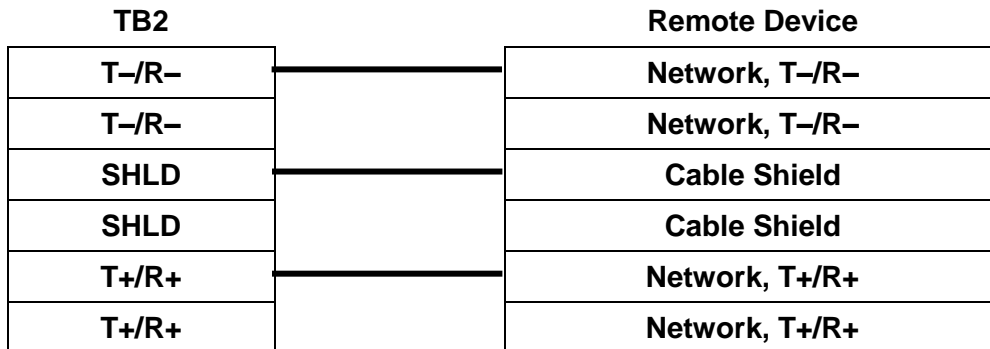 TB2 Remote Device
T–/R– Network, T–/R–
T–/R– Network, T–/R–
SHLD Cable Shield
SHLD Cable Shield
T+/R+ Network, T+/R+
T+/R+ Network, T+/R+